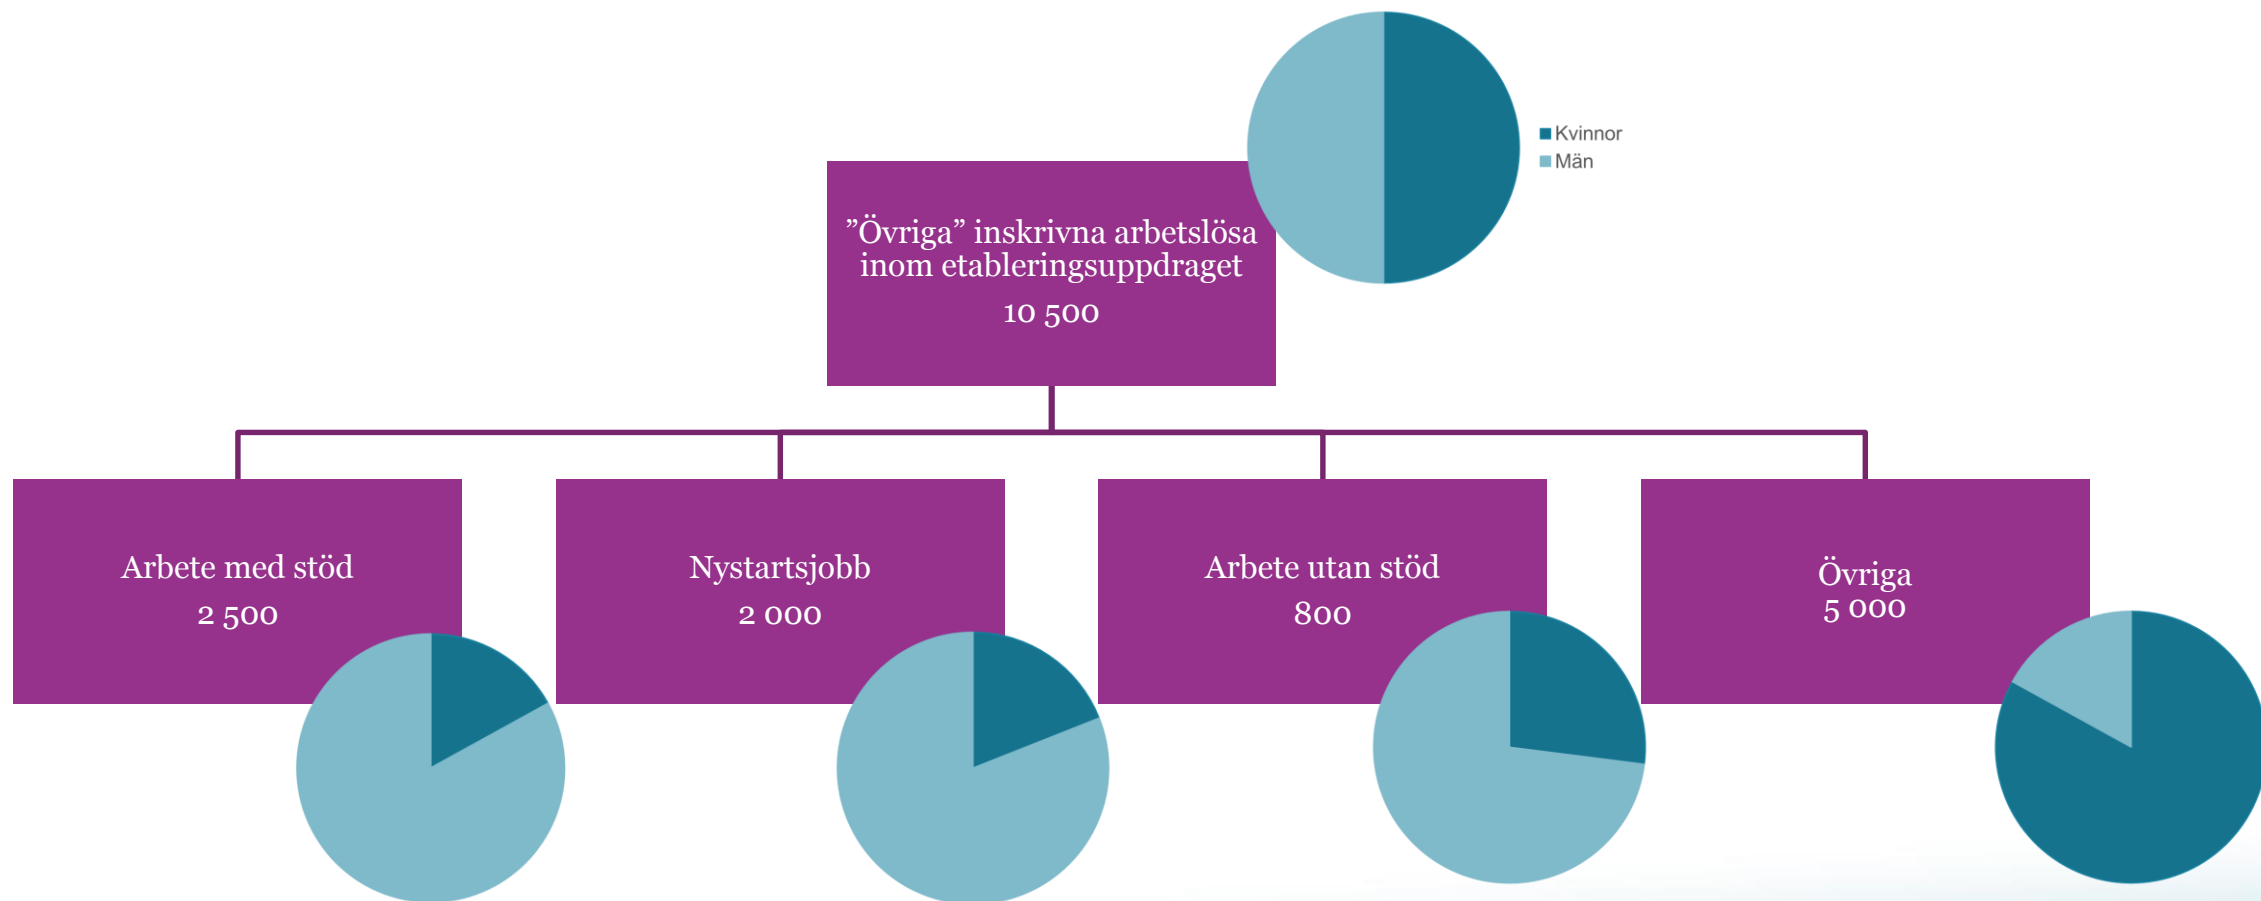 Kvinnor
Män
”Övriga” inskrivna arbetslösa
inom etableringsuppdraget
10 500
Arbete med stöd
2 500
Nystartsjobb
2 000
Arbete utan stöd
800
Övriga
5 000